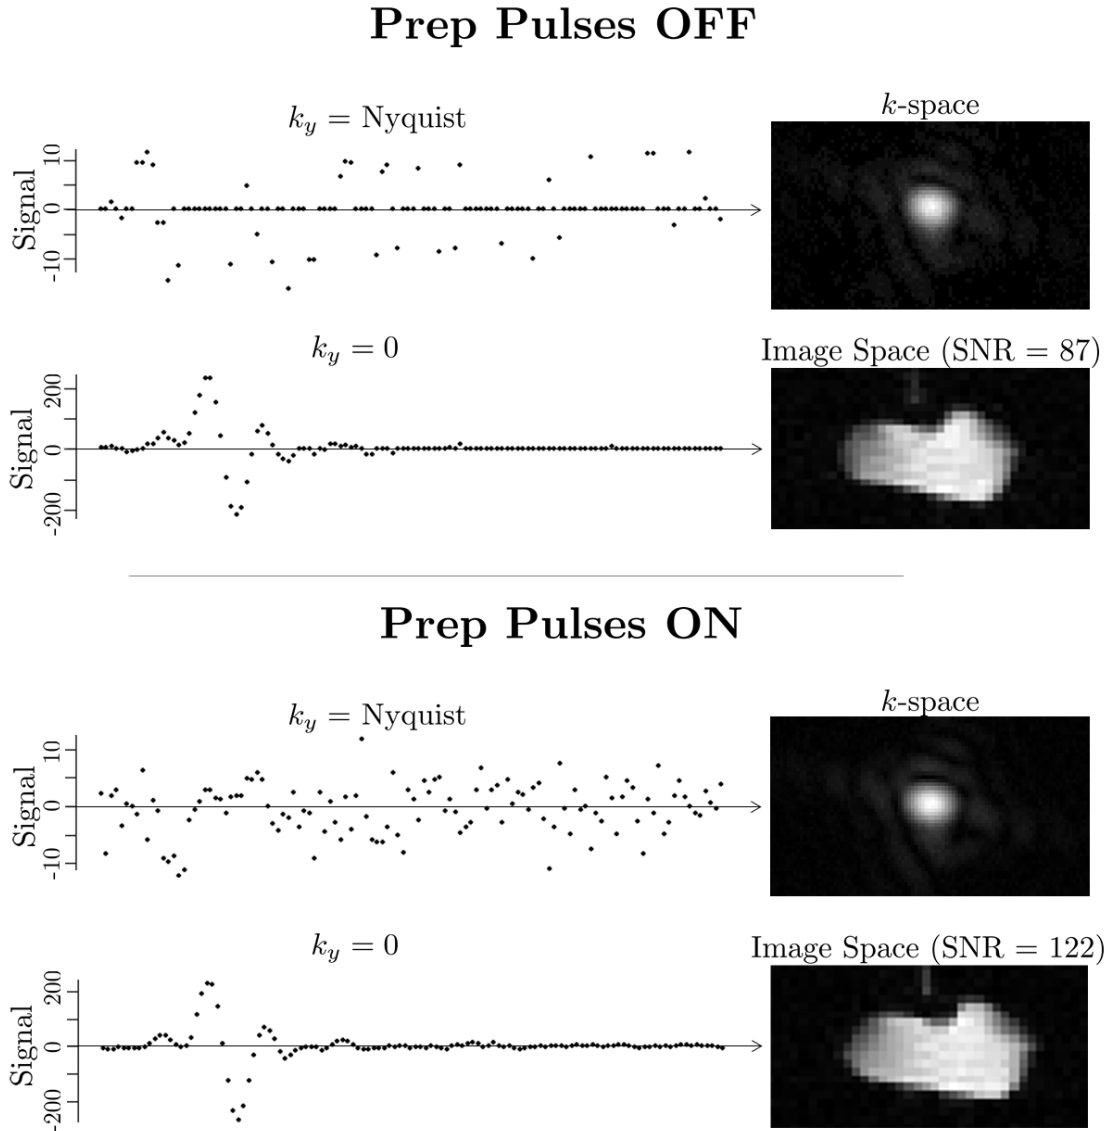 Prep Pulses OFF
k_y = Nyquist
k-space
Signal
10
0
-10
k_y = 0
Image Space (SNR = 87)
Signal
200
0
-200
Prep Pulses ON
k_y = Nyquist
k-space
Signal
10
0
-10
k_y = 0
Image Space (SNR = 122)
Signal
200
0
-200